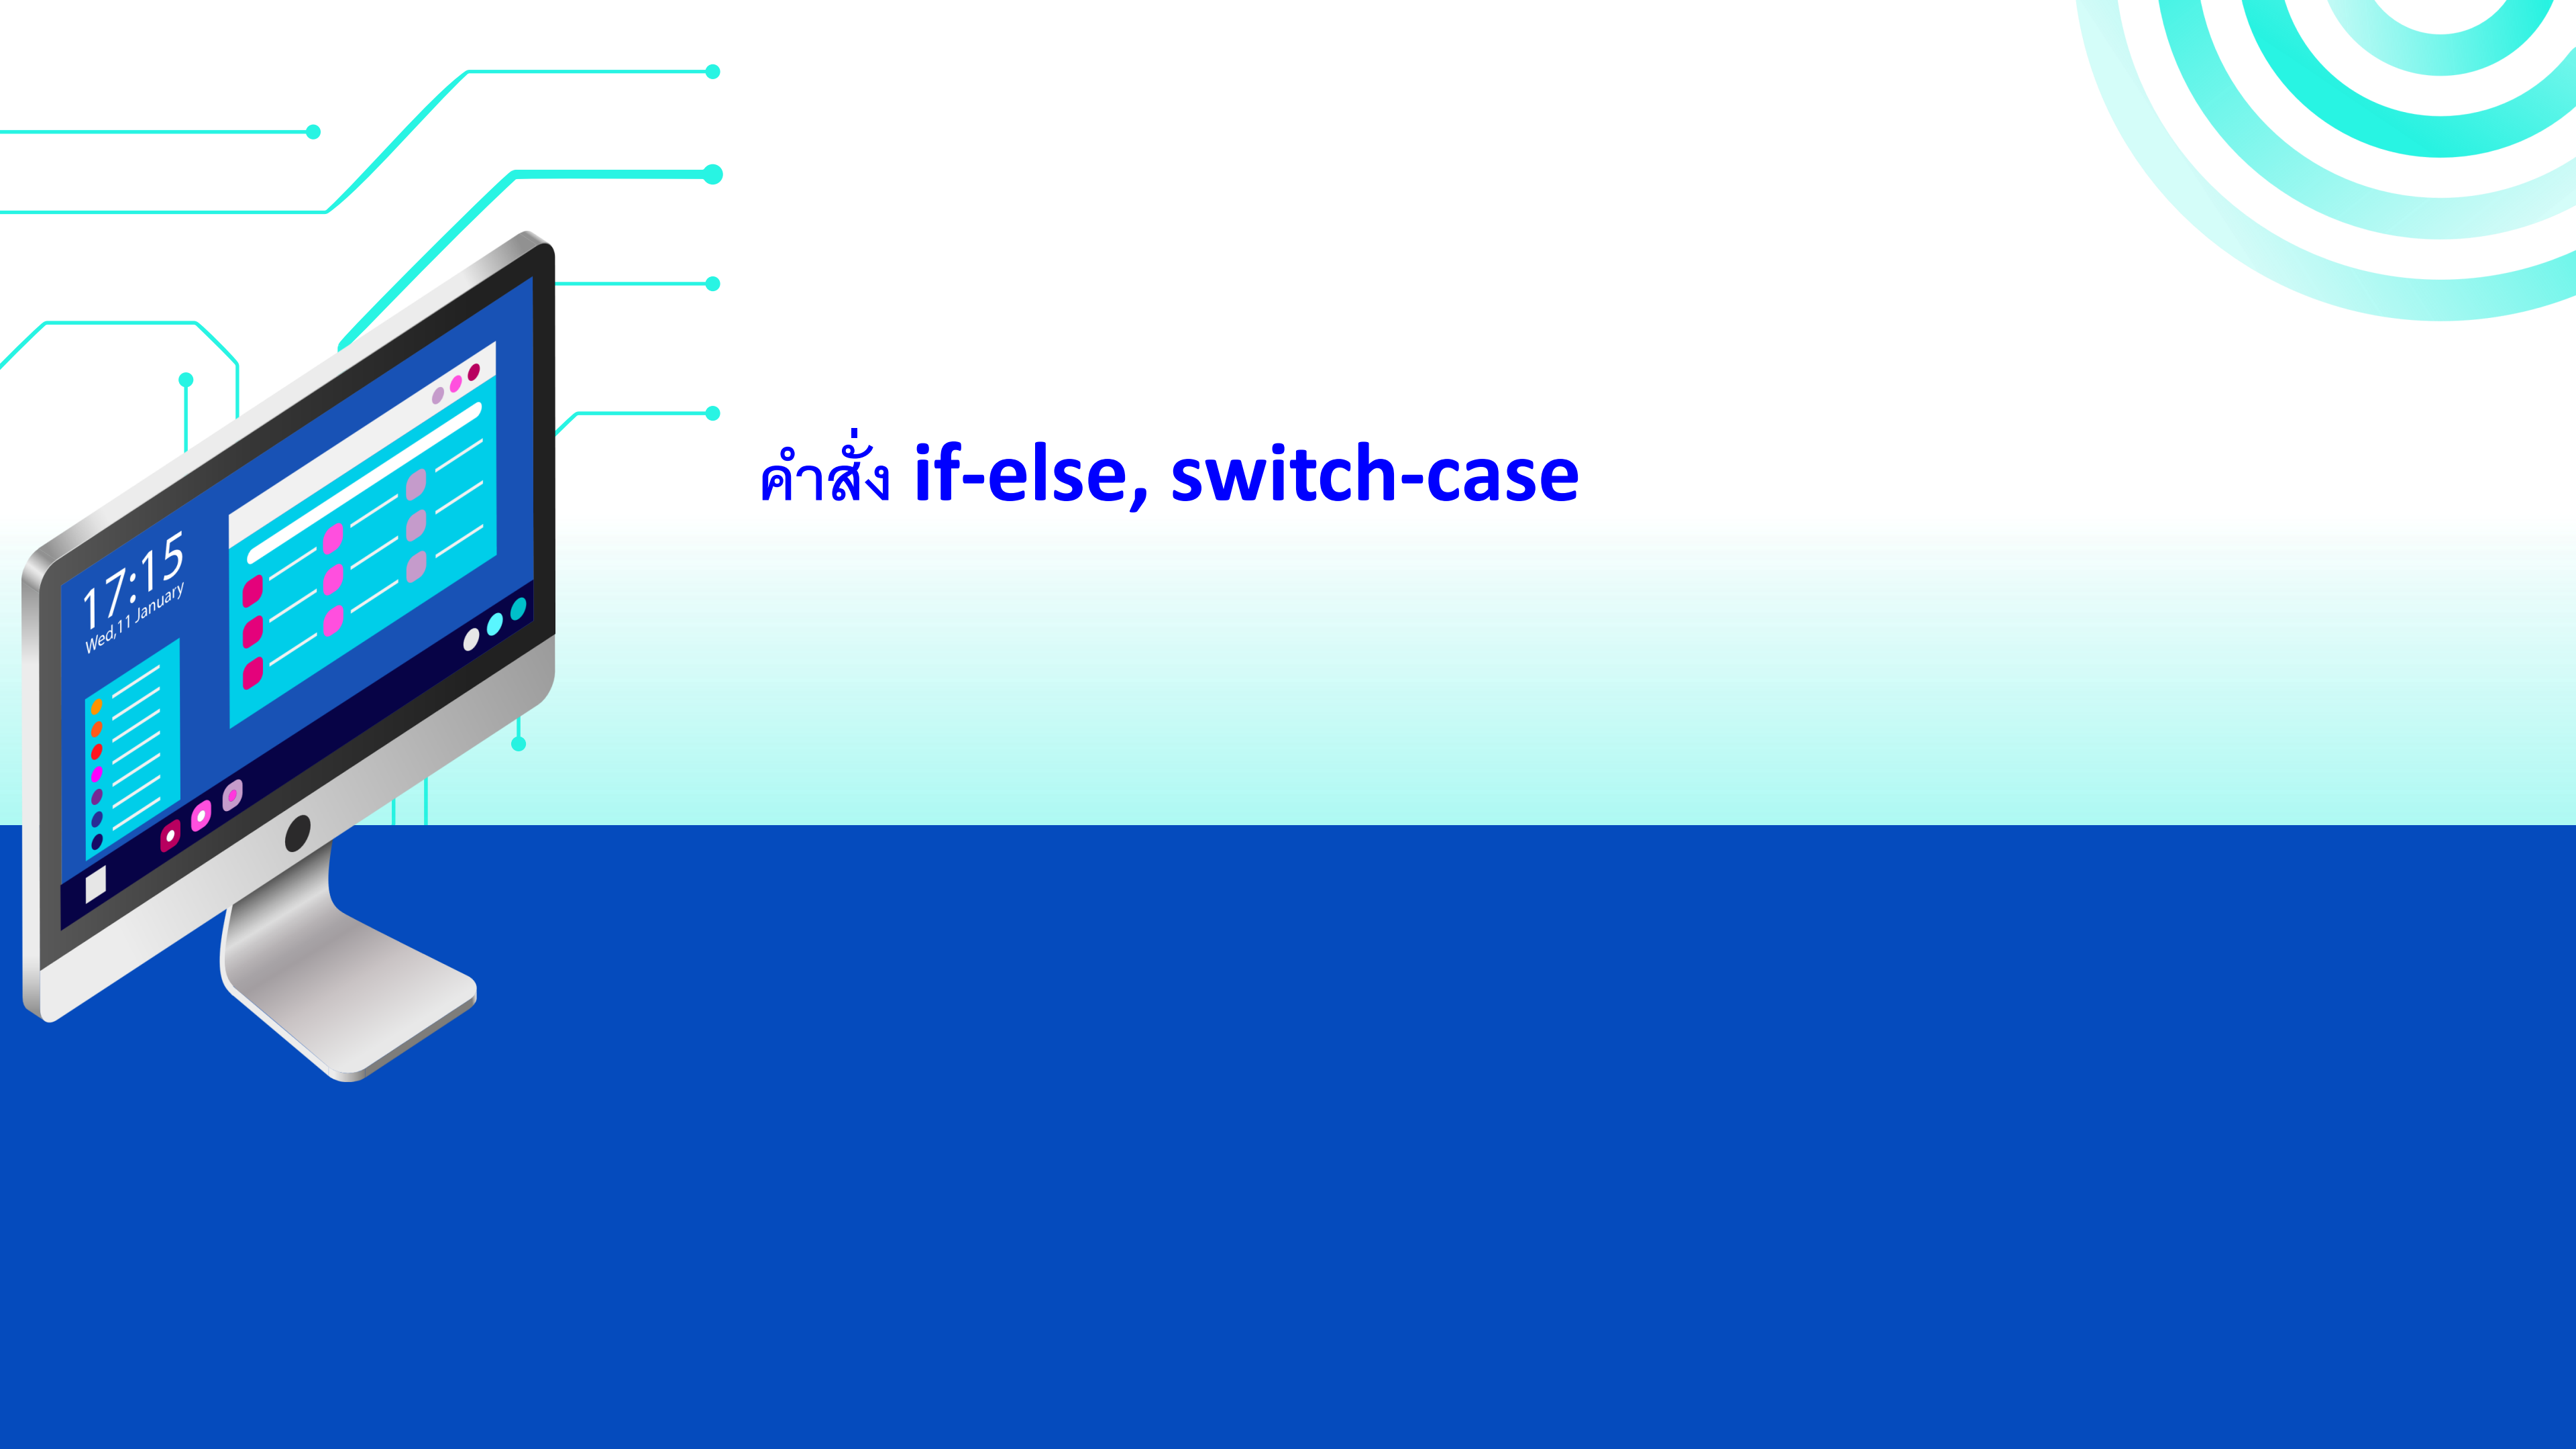 คำสั่ง if-else, switch-case
17:15
Wed,11 January